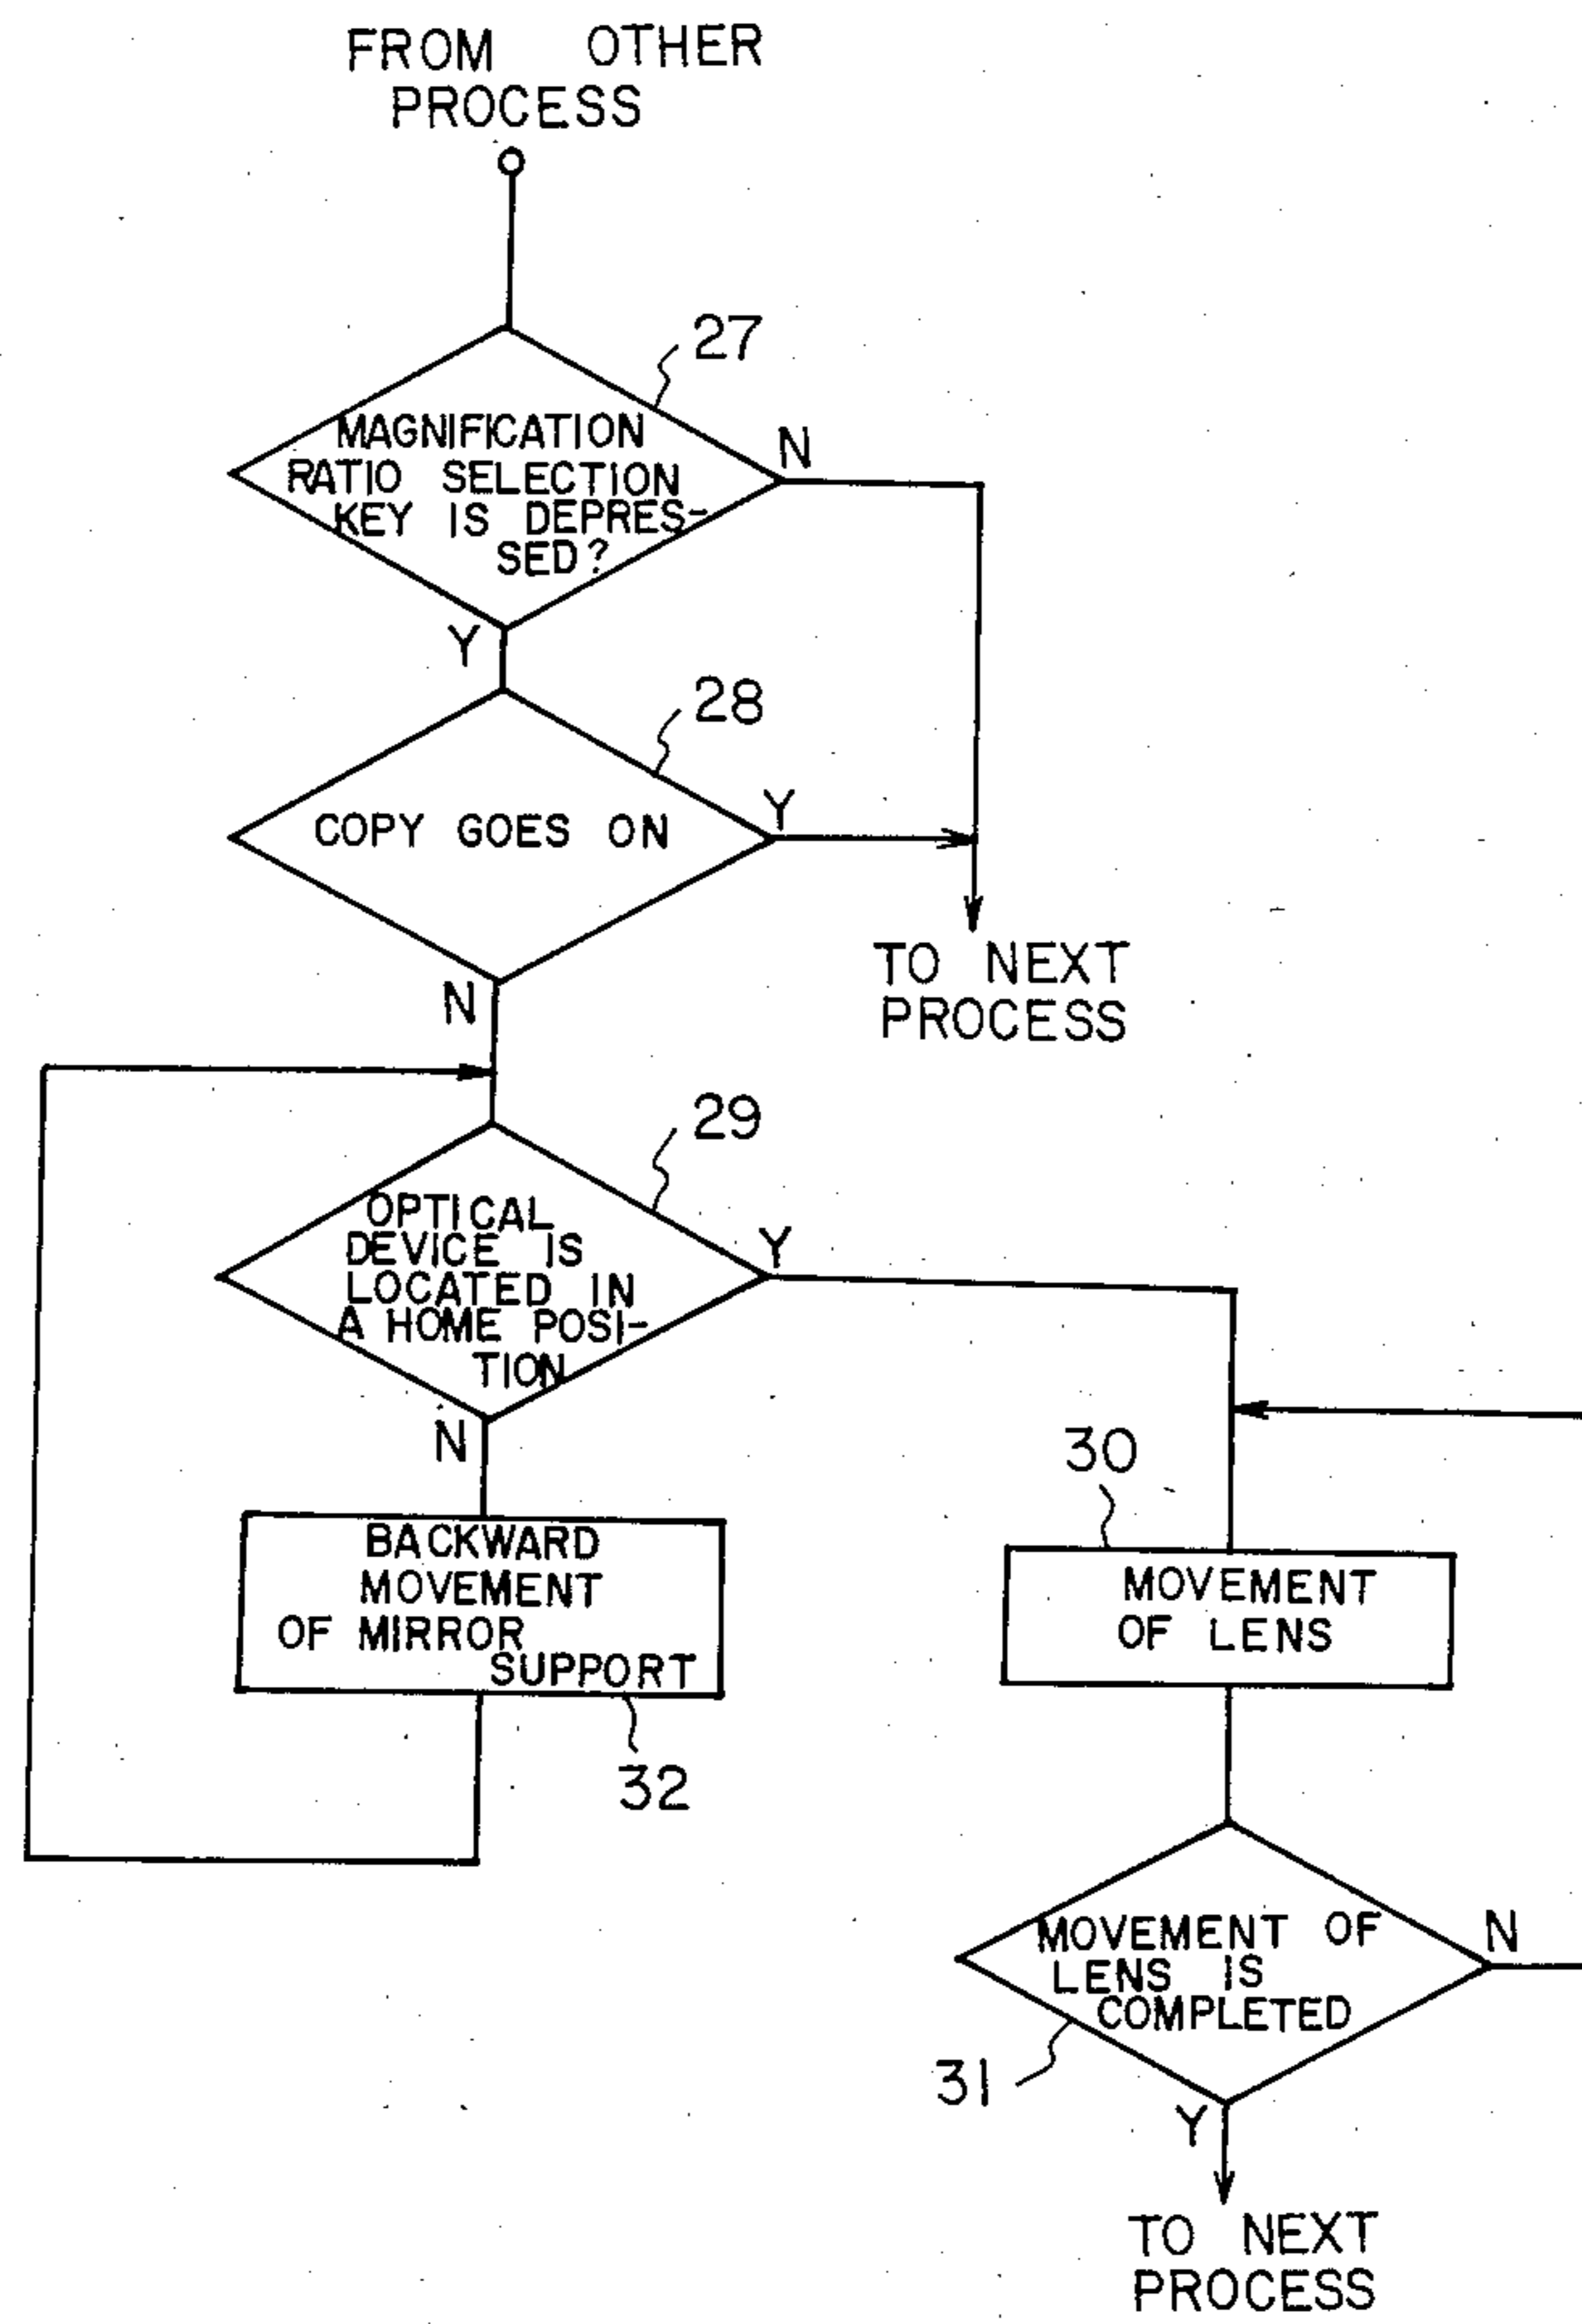 FROM OTHER
PROCESS
27
MAGNIFICATION
RATIO SELECTION
KEY IS DEPRES-
SED?
N
Y
28
COPY GOES ON
Y
TO NEXT
PROCESS
N
29
OPTICAL
DEVICE IS
LOCATED IN
A HOME POSI-
TION
Y
N
30
BACKWARD
MOVEMENT
OF MIRROR
SUPPORT
32
MOVEMENT
OF LENS
MOVEMENT OF
LENS IS
COMPLETED
N
31
Y
TO NEXT
PROCESS